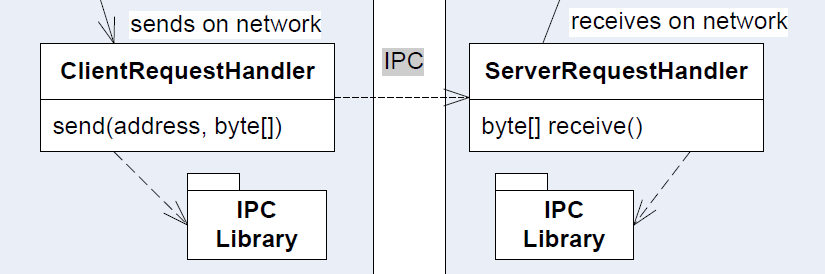 sends on network
receives on network
ClientRequestHandler
IPC
ServerRequestHandler
send(address, byte[])
byte[] receive()
IPC
Library
IPC
Library